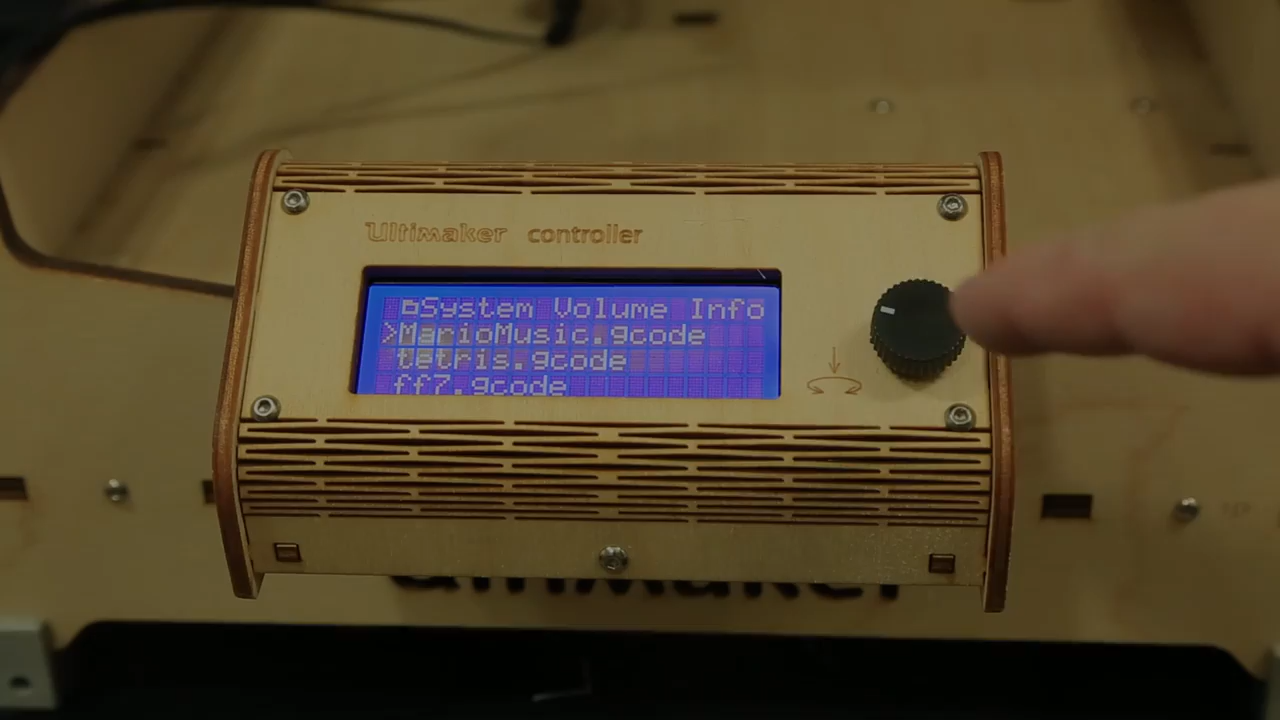 Ultimaker controller
System Volume Info
>MarioMusic.gcode
tetris.gcode
ff7.gcode